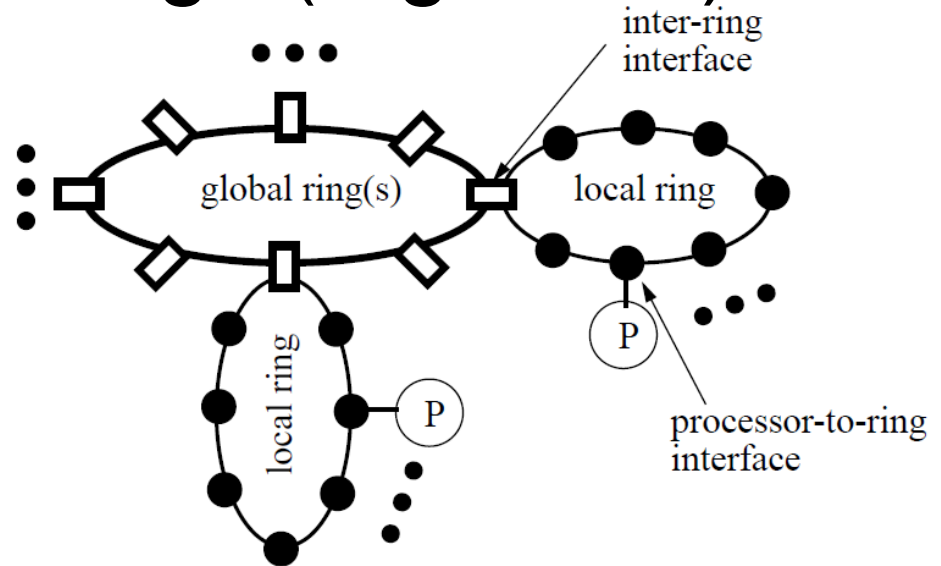 inter-ring
interface
global ring(s)
local ring
P
local ring
P
processor-to-ring
interface